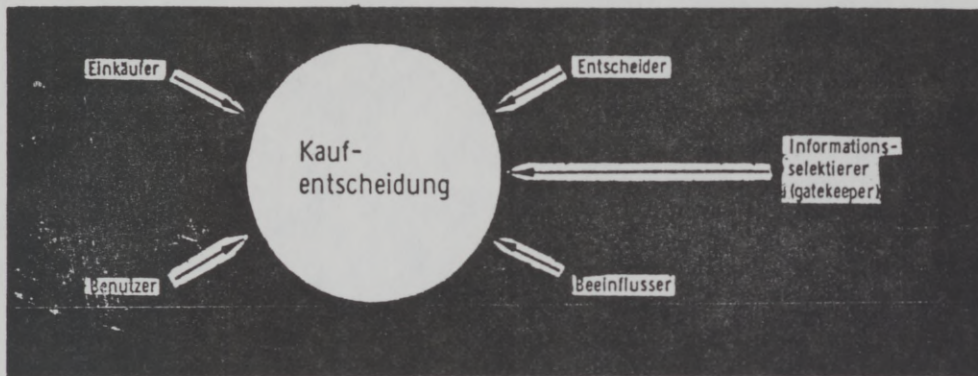 Einkäufer
Entscheider
Kauf-
entscheidung
Informations-
selektierer
(gatekeeper)
Benutzer
Beeinflusser